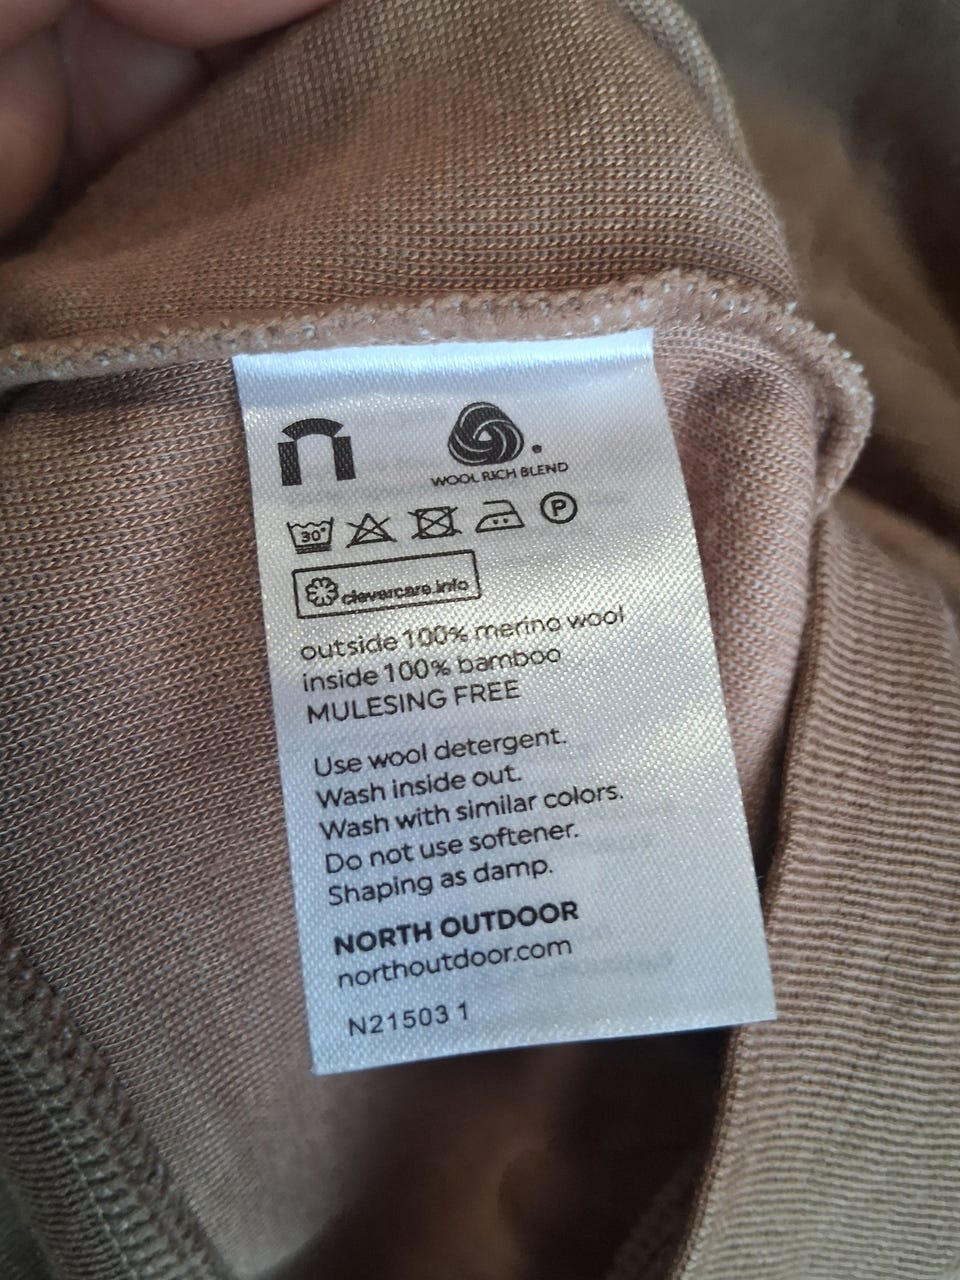 WOOL RICH BLEND
30° P
clevercare.info
outside 100% merino wool
inside 100% bamboo
MULESING FREE
Use wool detergent.
Wash inside out.
Wash with similar colors.
Do not use softener.
Shaping as damp.
NORTH OUTDOOR
northoutdoor.com
N21503 1